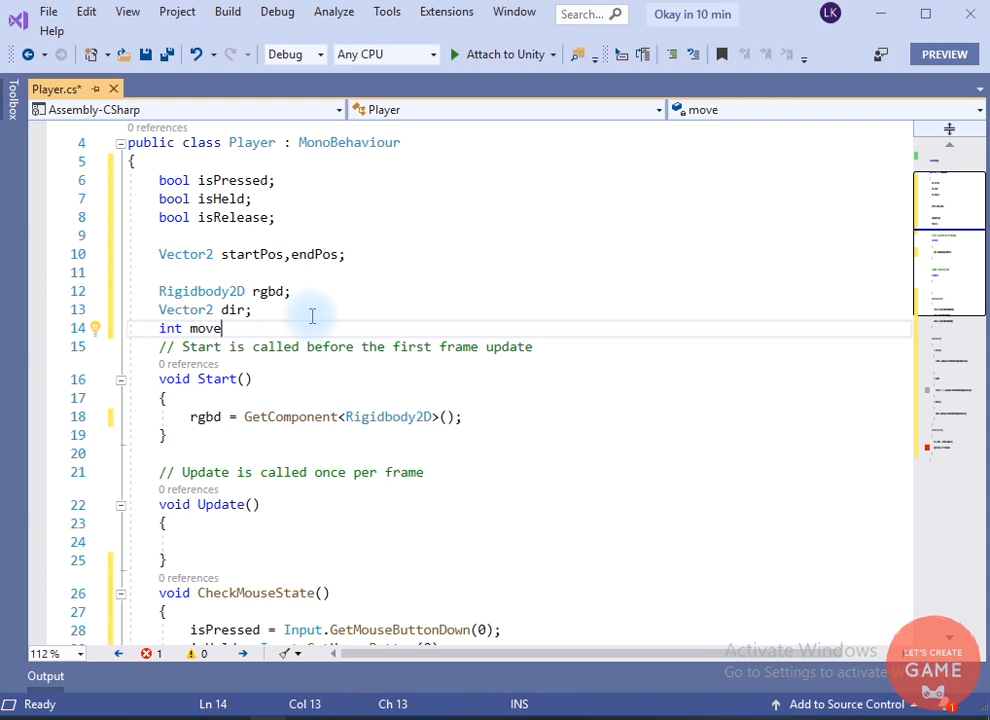 File Edit View Project Build Debug Analyze Tools Extensions Window Search... Okay in 10 min LK
Help
Debug Any CPU Attach to Unity PREVIEW
Toolbox
Player.cs*
Assembly-CSharp Player move
0 references
4 public class Player : MonoBehaviour
5 {
6 bool isPressed;
7 bool isHeld;
8 bool isRelease;
9
10 Vector2 startPos,endPos;
11
12 Rigidbody2D rgbd;
13 Vector2 dir;
14 int move
15 // Start is called before the first frame update
0 references
16 void Start()
17 {
18 rgbd = GetComponent<Rigidbody2D>();
19 }
20
21 // Update is called once per frame
0 references
22 void Update()
23 {
24
25 }
0 references
26 void CheckMouseState()
27 {
28 isPressed = Input.GetMouseButtonDown(0);
112 % 1 0
Activate Windows
Go to Settings to activate
LET'S CREATE
GAME
Output
Ready Ln 14 Col 13 Ch 13 INS Add to Source Control